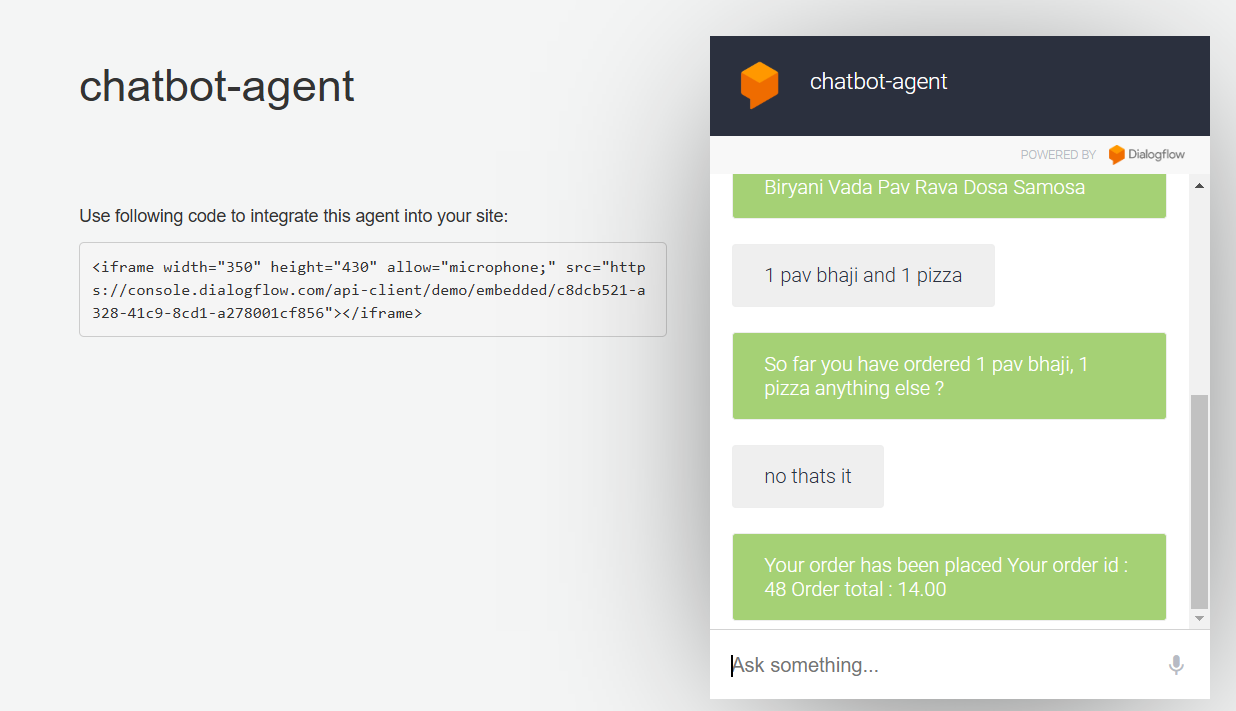 chatbot-agent
Use following code to integrate this agent into your site:
<iframe width="350" height="430" allow="microphone;" src="http
s://console.dialogflow.com/api-client/demo/embedded/c8dcb521-a
328-41c9-8cd1-a278001cf856"></iframe>
chatbot-agent
POWERED BY Dialogflow
Biryani Vada Pav Rava Dosa Samosa
1 pav bhaji and 1 pizza
So far you have ordered 1 pav bhaji, 1
pizza anything else ?
no thats it
Your order has been placed Your order id :
48 Order total : 14.00
Ask something...